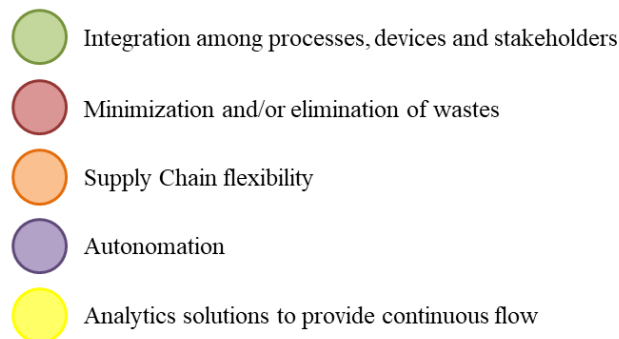 Integration among processes, devices and stakeholders
Minimization and/or elimination of wastes
Supply Chain flexibility
Autonomation
Analytics solutions to provide continuous flow